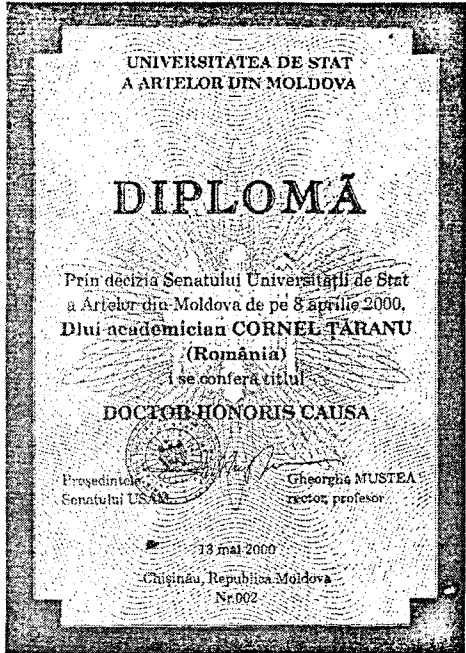 UNIVERSITATEA DE STAT
A ARTELOR DIN MOLDOVA
DIPLOMĂ
Prin decizia Senatului Universității de Stat
a Artelor din Moldova de pe 8 aprilie 2000,
Dlui academician CORNEL ȚĂRANU
(România)
i se conferă titlul
DOCTOR HONORIS CAUSA
Președintele
Senatului USAM,
Gheorghe MUSTEA
rector, profesor
13 mai 2000
Chișinău, Republica Moldova
Nr.002